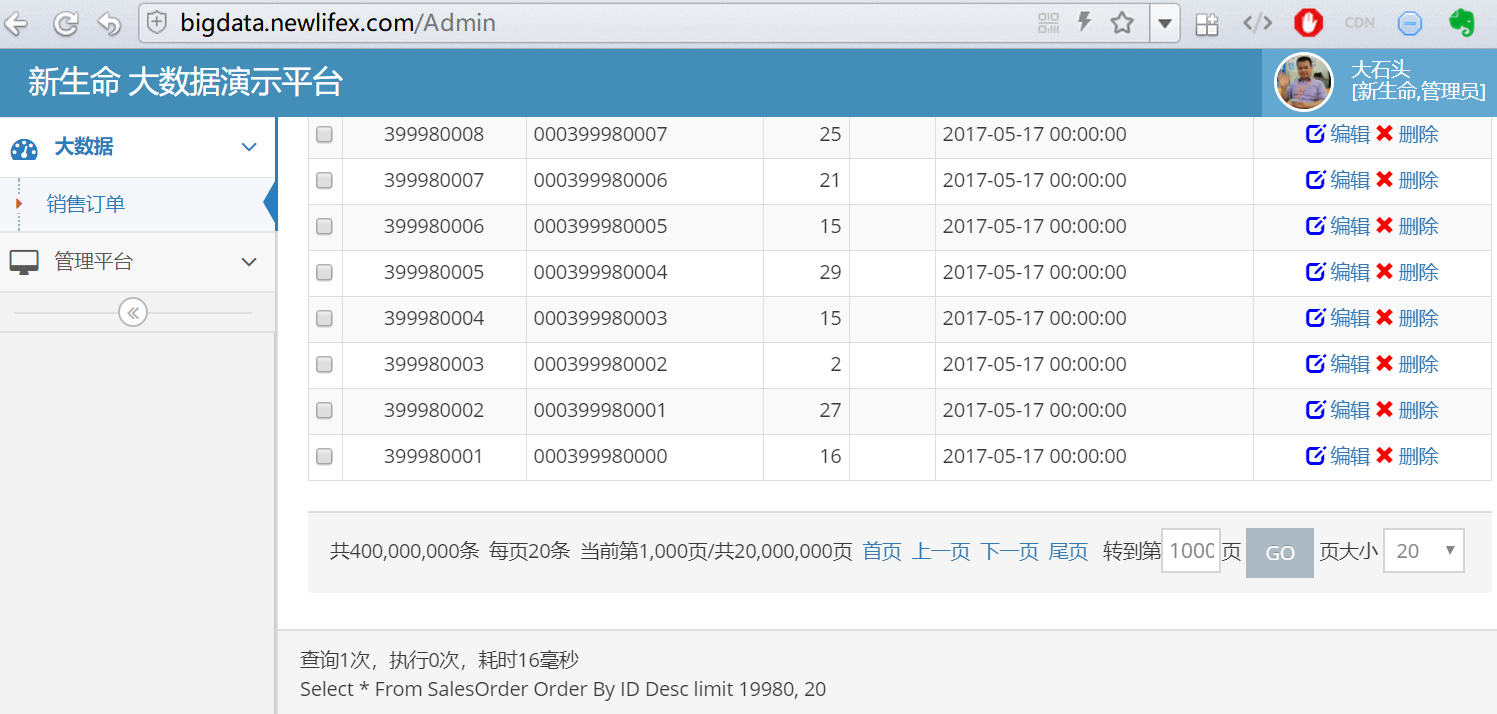 bigdata.newlifex.com/Admin
CDN
新生命 大数据演示平台
大石头
[新生命,管理员]
大数据
销售订单
管理平台
399980008 000399980007 25 2017-05-17 00:00:00 编辑 删除
399980007 000399980006 21 2017-05-17 00:00:00 编辑 删除
399980006 000399980005 15 2017-05-17 00:00:00 编辑 删除
399980005 000399980004 29 2017-05-17 00:00:00 编辑 删除
399980004 000399980003 15 2017-05-17 00:00:00 编辑 删除
399980003 000399980002 2 2017-05-17 00:00:00 编辑 删除
399980002 000399980001 27 2017-05-17 00:00:00 编辑 删除
399980001 000399980000 16 2017-05-17 00:00:00 编辑 删除
共400,000,000条 每页20条 当前第1,000页/共20,000,000页 首页 上一页 下一页 尾页 转到第 1000 页 GO 页大小 20
查询1次，执行0次，耗时16毫秒
Select * From SalesOrder Order By ID Desc limit 19980, 20